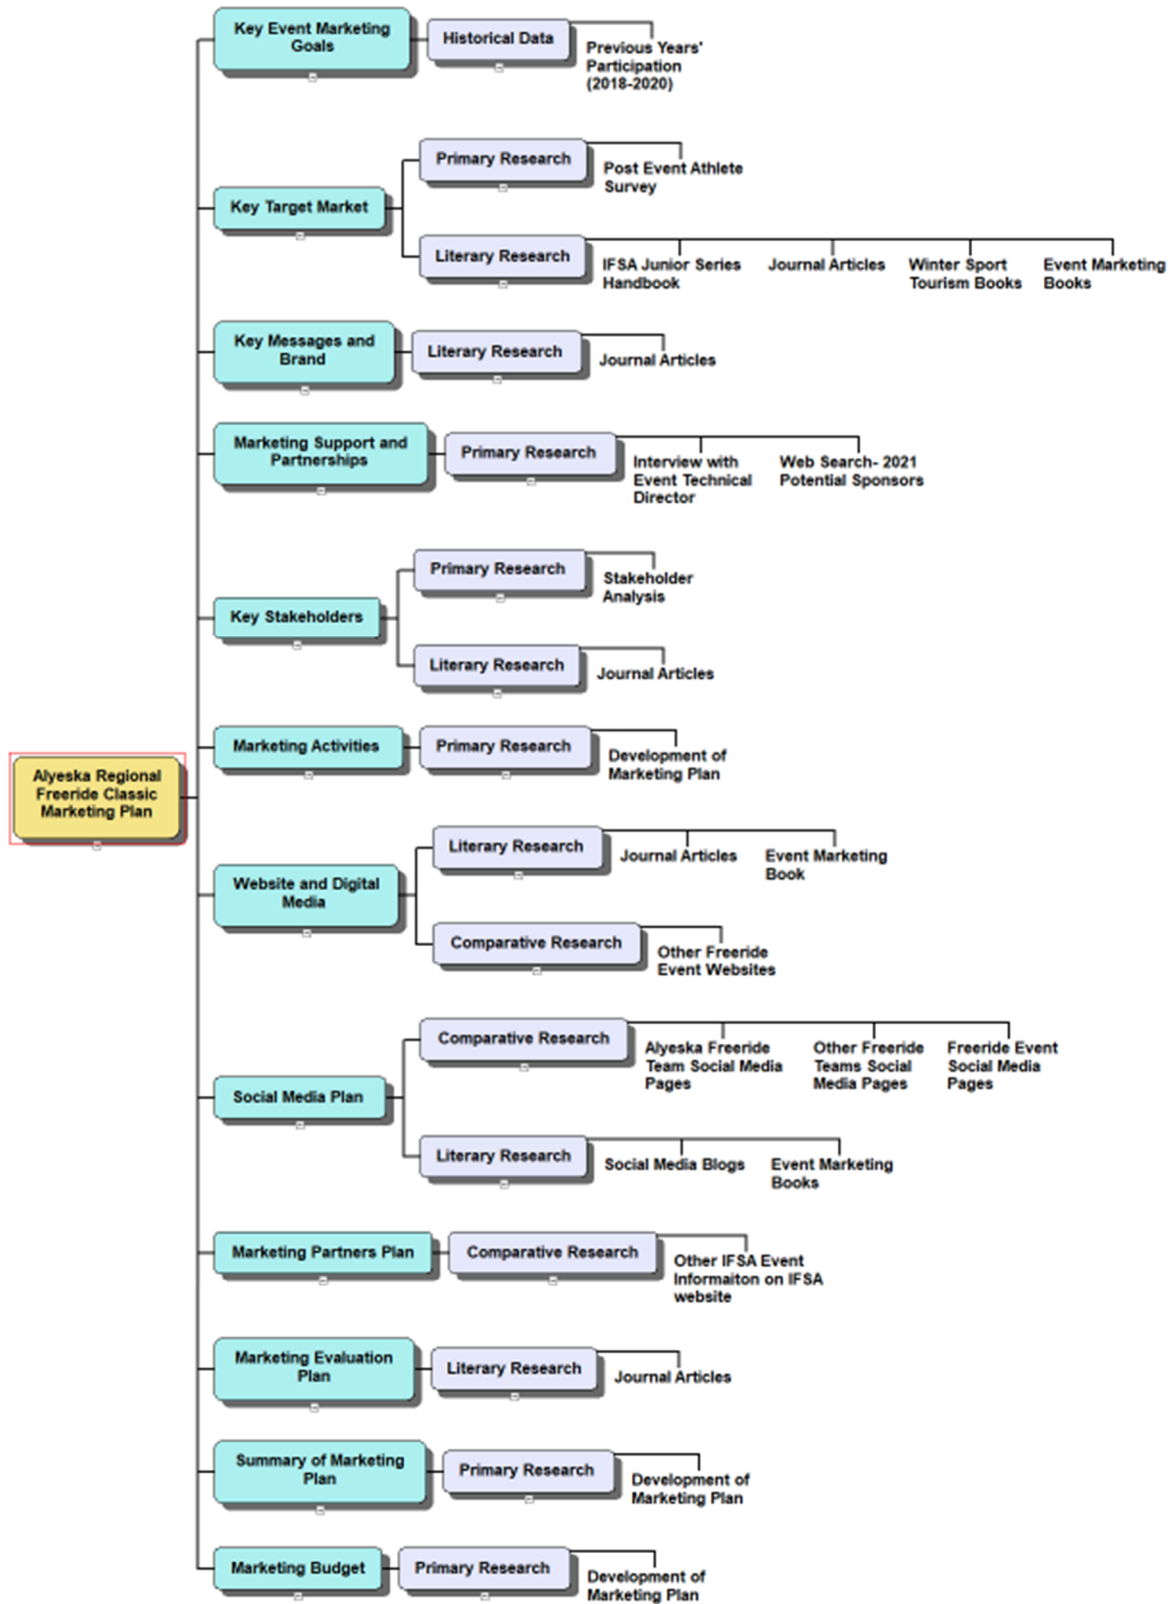 Key Event Marketing
Goals
Historical Data
Previous Years'
Participation
(2018-2020)
Primary Research
Post Event Athlete
Survey
Key Target Market
Literary Research
IFSA Junior Series
Handbook
Journal Articles
Winter Sport
Tourism Books
Event Marketing
Books
Key Messages and
Brand
Literary Research
Journal Articles
Marketing Support and
Partnerships
Primary Research
Interview with
Event Technical
Director
Web Search- 2021
Potential Sponsors
Primary Research
Stakeholder
Analysis
Key Stakeholders
Literary Research
Journal Articles
Marketing Activities
Primary Research
Development of
Marketing Plan
Alyeska Regional
Freeride Classic
Marketing Plan
Literary Research
Journal Articles
Event Marketing
Book
Website and Digital
Media
Comparative Research
Other Freeride
Event Websites
Comparative Research
Alyeska Freeride
Team Social Media
Pages
Other Freeride
Teams Social
Media Pages
Freeride Event
Social Media
Pages
Social Media Plan
Literary Research
Social Media Blogs
Event Marketing
Books
Marketing Partners Plan
Comparative Research
Other IFSA Event
Informaiton on IFSA
website
Marketing Evaluation
Plan
Literary Research
Journal Articles
Summary of Marketing
Plan
Primary Research
Development of
Marketing Plan
Marketing Budget
Primary Research
Development of
Marketing Plan